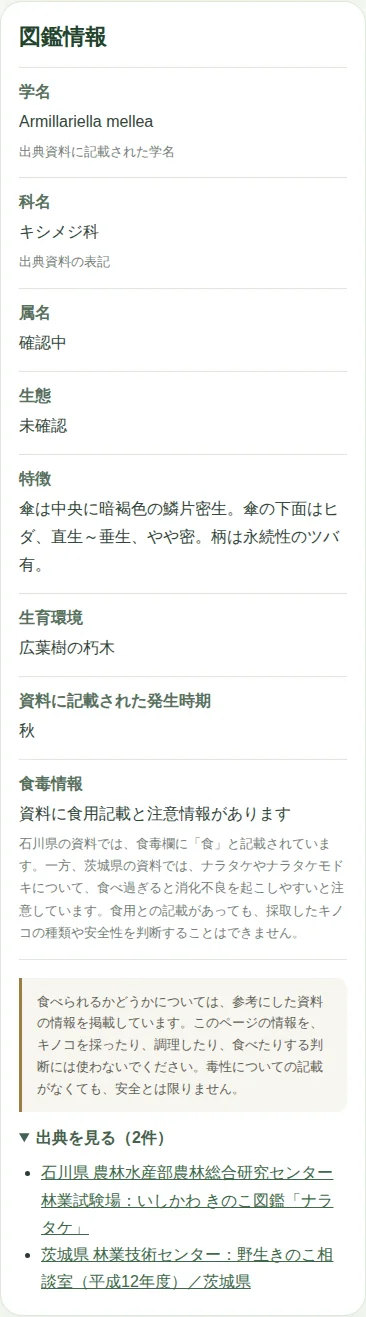 図鑑情報
学名
Armillariella mellea
出典資料に記載された学名
科名
キシメジ科
出典資料の表記
属名
確認中
生態
未確認
特徴
傘は中央に暗褐色の鱗片密生。傘の下面はヒ
ダ、直生～垂生、やや密。柄は永続性のツバ
有。
生育環境
広葉樹の朽木
資料に記載された発生時期
秋
食毒情報
資料に食用記載と注意情報があります
石川県の資料では、食毒欄に「食」と記載されていま
す。一方、茨城県の資料では、ナラタケやナラタケモド
キについて、食べ過ぎると消化不良を起こしやすいと注
意しています。食用との記載があっても、採取したキノ
コの種類や安全性を判断することはできません。
食べられるかどうかについては、参考にした資料
の情報を掲載しています。このページの情報を、
キノコを採ったり、調理したり、食べたりする判
断には使わないでください。毒性についての記載
がなくても、安全とは限りません。
▼ 出典を見る（2件）
• 石川県 農林水産部農林総合研究センター
林業試験場：いしかわ きのこ図鑑「ナラ
タケ」
• 茨城県 林業技術センター：野生きのこ相
談室（平成12年度）／茨城県